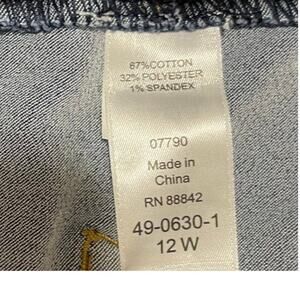 67%COTTON
32% POLYESTER
1% SPANDEX
07790
Made in
China
RN 88842
49-0630-1
12 W